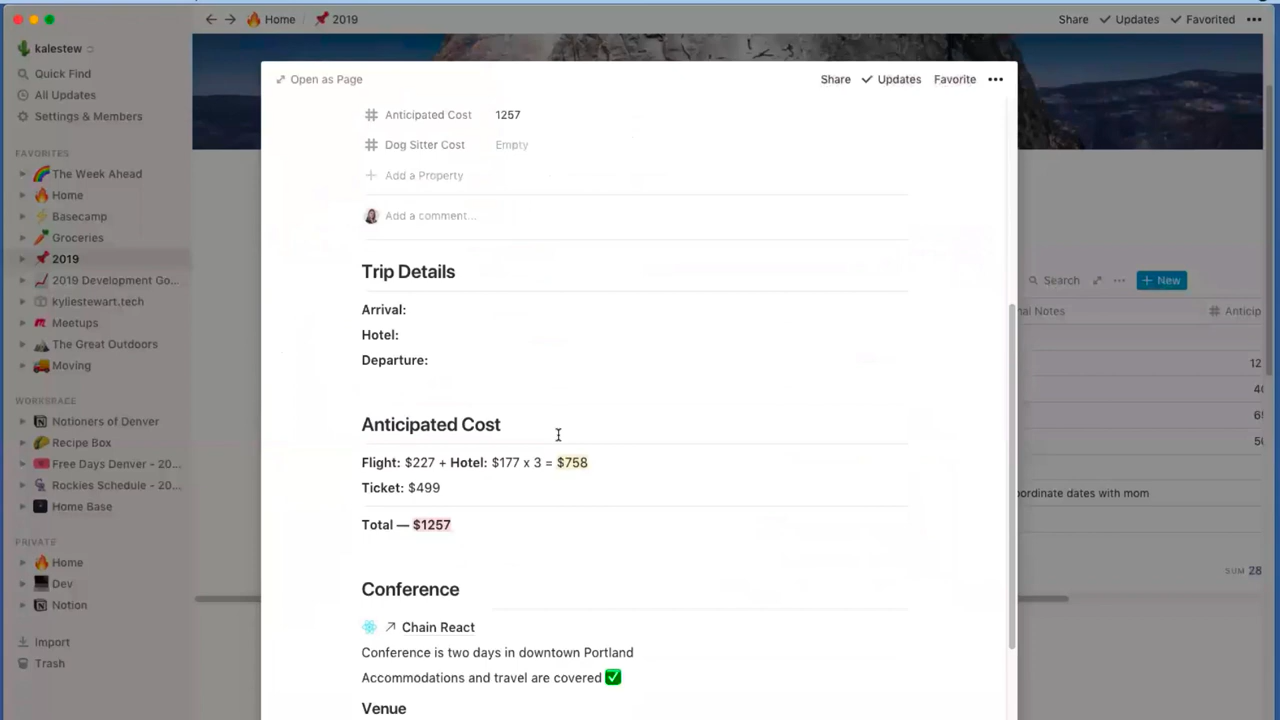 Home
2019
Share
Updates
Favorited
kalestew
Quick Find
All Updates
Settings & Members
FAVORITES
The Week Ahead
Home
Basecamp
Groceries
2019
2019 Development Go...
kyliestewart.tech
Meetups
The Great Outdoors
Moving
WORKSPACE
Notioners of Denver
Recipe Box
Free Days Denver - 20...
Rockies Schedule - 20...
Home Base
PRIVATE
Home
Dev
Notion
Import
Trash
Open as Page
Share
Updates
Favorite
Anticipated Cost 1257
Dog Sitter Cost Empty
+ Add a Property
Add a comment...
Trip Details
Arrival:
Hotel:
Departure:
Anticipated Cost
Flight: $227 + Hotel: $177 x 3 = $758
Ticket: $499
Total — $1257
Conference
↗ Chain React
Conference is two days in downtown Portland
Accommodations and travel are covered ✅
Venue
Search
+ New
Notes
# Anticip
12
SUM 28
oordinate dates with mom